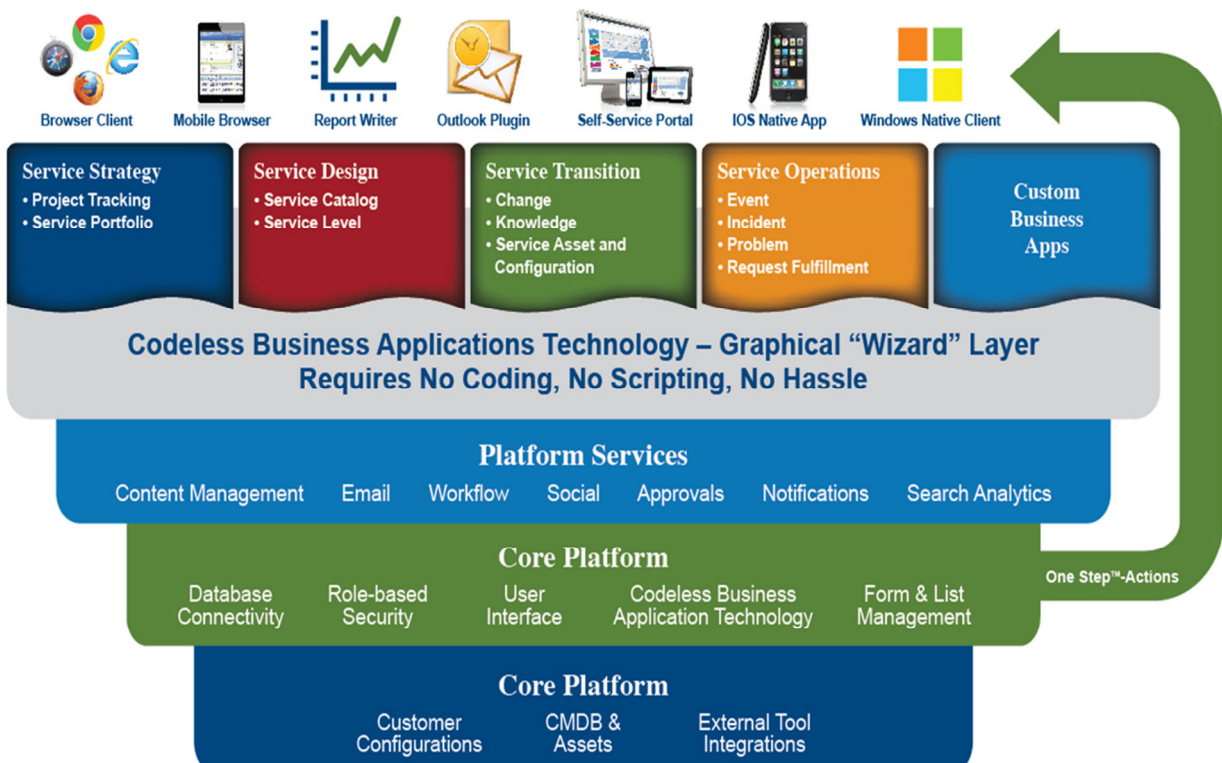 Browser Client
Mobile Browser
Report Writer
Outlook Plugin
Self-Service Portal
IOS Native App
Windows Native Client
Service Strategy
• Project Tracking
• Service Portfolio
Service Design
• Service Catalog
• Service Level
Service Transition
• Change
• Knowledge
• Service Asset and
Configuration
Service Operations
• Event
• Incident
• Problem
• Request Fulfillment
Custom
Business
Apps
Codeless Business Applications Technology – Graphical “Wizard” Layer
Requires No Coding, No Scripting, No Hassle
Platform Services
Content Management
Email
Workflow
Social
Approvals
Notifications
Search Analytics
Core Platform
Database
Connectivity
Role-based
Security
User
Interface
Codeless Business
Application Technology
Form & List
Management
One Step™-Actions
Core Platform
Customer
Configurations
CMDB &
Assets
External Tool
Integrations